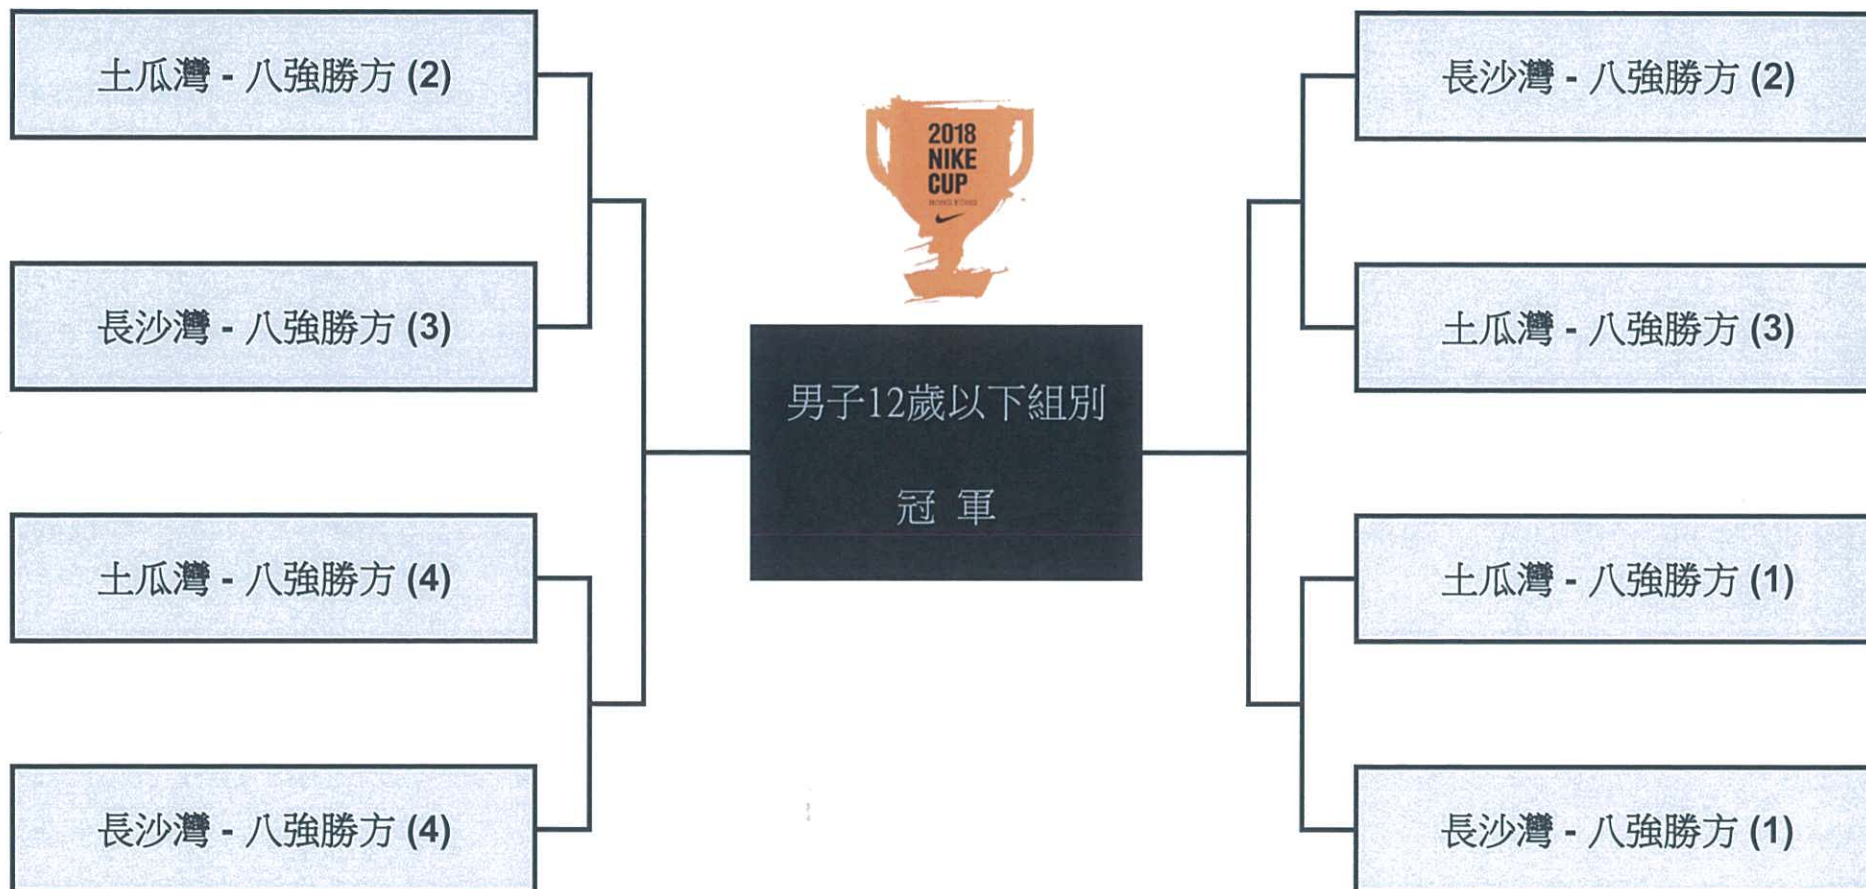 土瓜灣 - 八強勝方 (2)
長沙灣 - 八強勝方 (3)
土瓜灣 - 八強勝方 (4)
長沙灣 - 八強勝方 (4)
2018
NIKE
CUP
HONG KONG
男子12歲以下組別
冠 軍
長沙灣 - 八強勝方 (2)
土瓜灣 - 八強勝方 (3)
土瓜灣 - 八強勝方 (1)
長沙灣 - 八強勝方 (1)